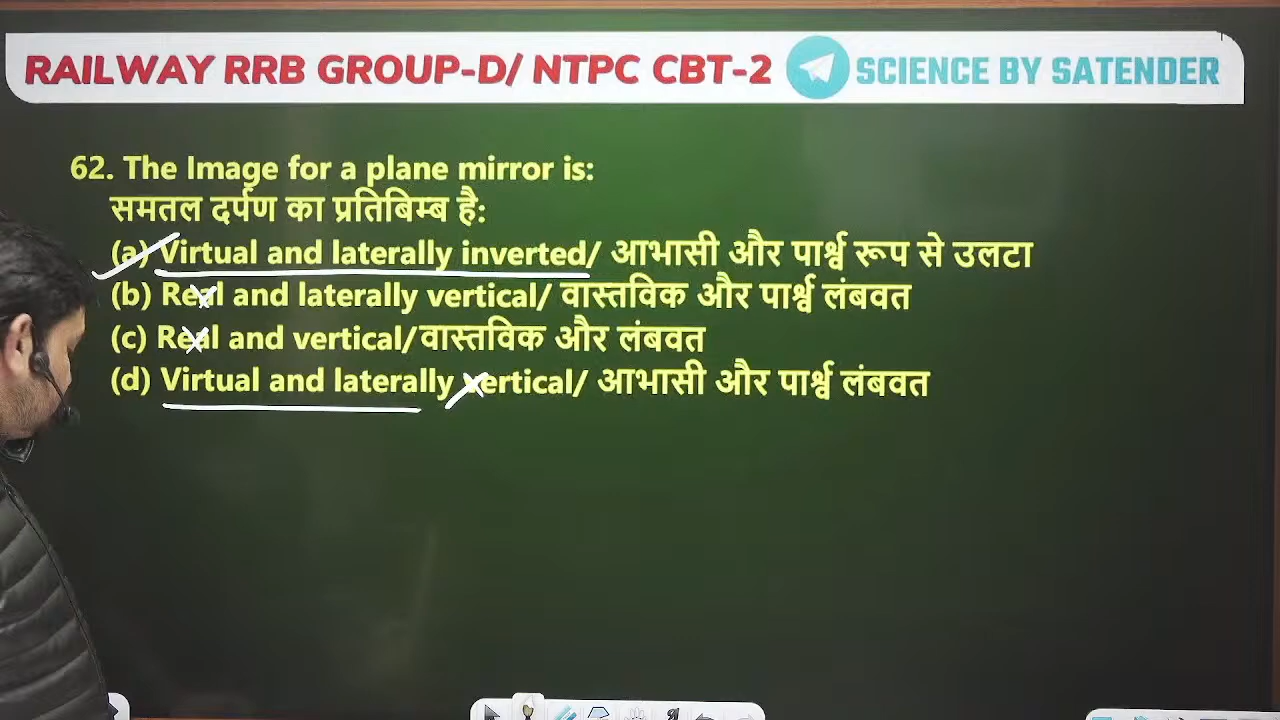 RAILWAY RRB GROUP-D/ NTPC CBT-2 SCIENCE BY SATENDER
62. The Image for a plane mirror is:
समतल दर्पण का प्रतिबिम्ब है:
(a) Virtual and laterally inverted/ आभासी और पार्श्व रूप से उलटा
(b) Real and laterally vertical/ वास्तविक और पार्श्व लंबवत
(c) Real and vertical/वास्तविक और लंबवत
(d) Virtual and laterally vertical/ आभासी और पार्श्व लंबवत